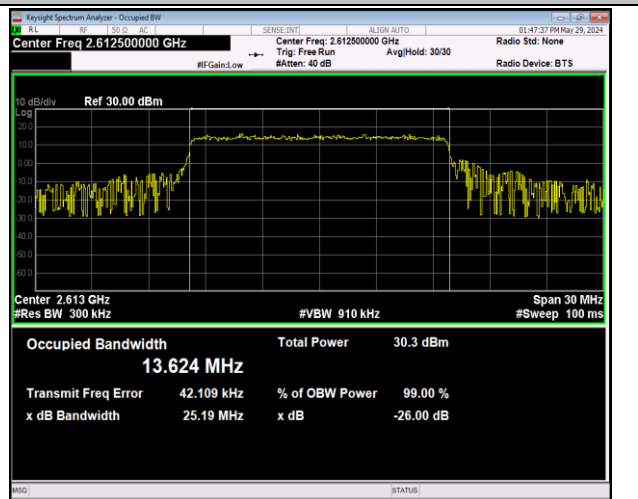 Keysight Spectrum Analyzer - Occupied BW
RL RF 50 Ω AC SENSE:INT ALIGN AUTO 01:47:37 PM May 29, 2024
Center Freq 2.612500000 GHz Center Freq: 2.612500000 GHz Radio Std: None
Trig: Free Run Avg|Hold: 30/30
#IFGain:Low #Atten: 40 dB Radio Device: BTS
10 dB/div Ref 30.00 dBm
Log
20.0
10.0
0.00
-10.0
-20.0
-30.0
-40.0
-50.0
-60.0
Center 2.613 GHz Span 30 MHz
#Res BW 300 kHz #VBW 910 kHz #Sweep 100 ms
Occupied Bandwidth Total Power 30.3 dBm
13.624 MHz
Transmit Freq Error 42.109 kHz % of OBW Power 99.00 %
x dB Bandwidth 25.19 MHz x dB -26.00 dB
MSG STATUS